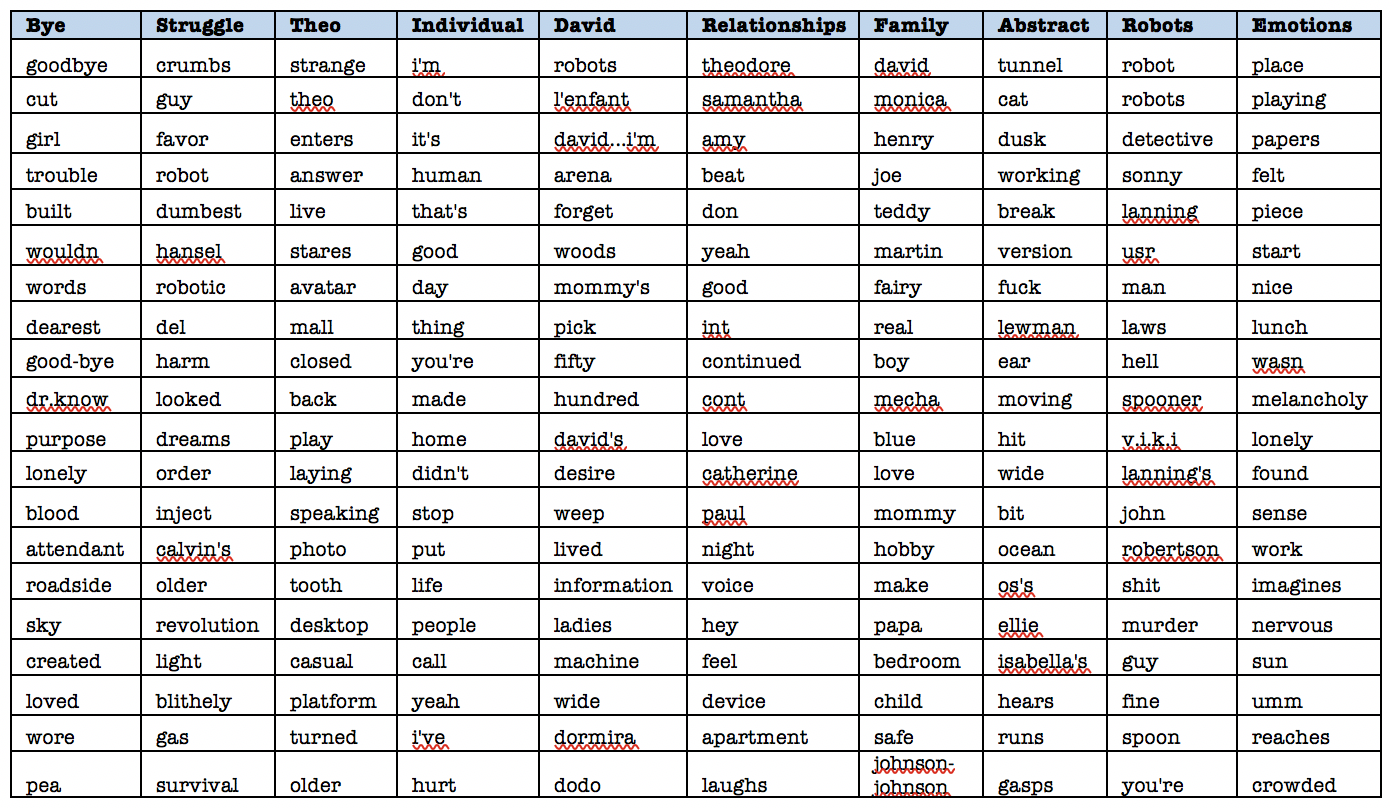 Bye Struggle Theo Individual David Relationships Family Abstract Robots Emotions
goodbye crumbs strange i'm robots theodore david tunnel robot place
cut guy theo don't l'enfant samantha monica cat robots playing
girl favor enters it's david...i'm amy henry dusk detective papers
trouble robot answer human arena beat joe working sonny felt
built dumbest live that's forget don teddy break lanning piece
wouldn hansel stares good woods yeah martin version usr start
words robotic avatar day mommy's good fairy fuck man nice
dearest del mall thing pick int real lewman laws lunch
good-bye harm closed you're fifty continued boy ear hell wasn
dr.know looked back made hundred cont mecha moving spooner melancholy
purpose dreams play home david's love blue hit v.i.k.i lonely
lonely order laying didn't desire catherine love wide lanning's found
blood inject speaking stop weep paul mommy bit john sense
attendant calvin's photo put lived night hobby ocean robertson work
roadside older tooth life information voice make os's shit imagines
sky revolution desktop people ladies hey papa ellie murder nervous
created light casual call machine feel bedroom isabella's guy sun
loved blithely platform yeah wide device child hears fine umm
wore gas turned i've dormira apartment safe runs spoon reaches
johnson-
pea survival older hurt dodo laughs johnson gasps you're crowded